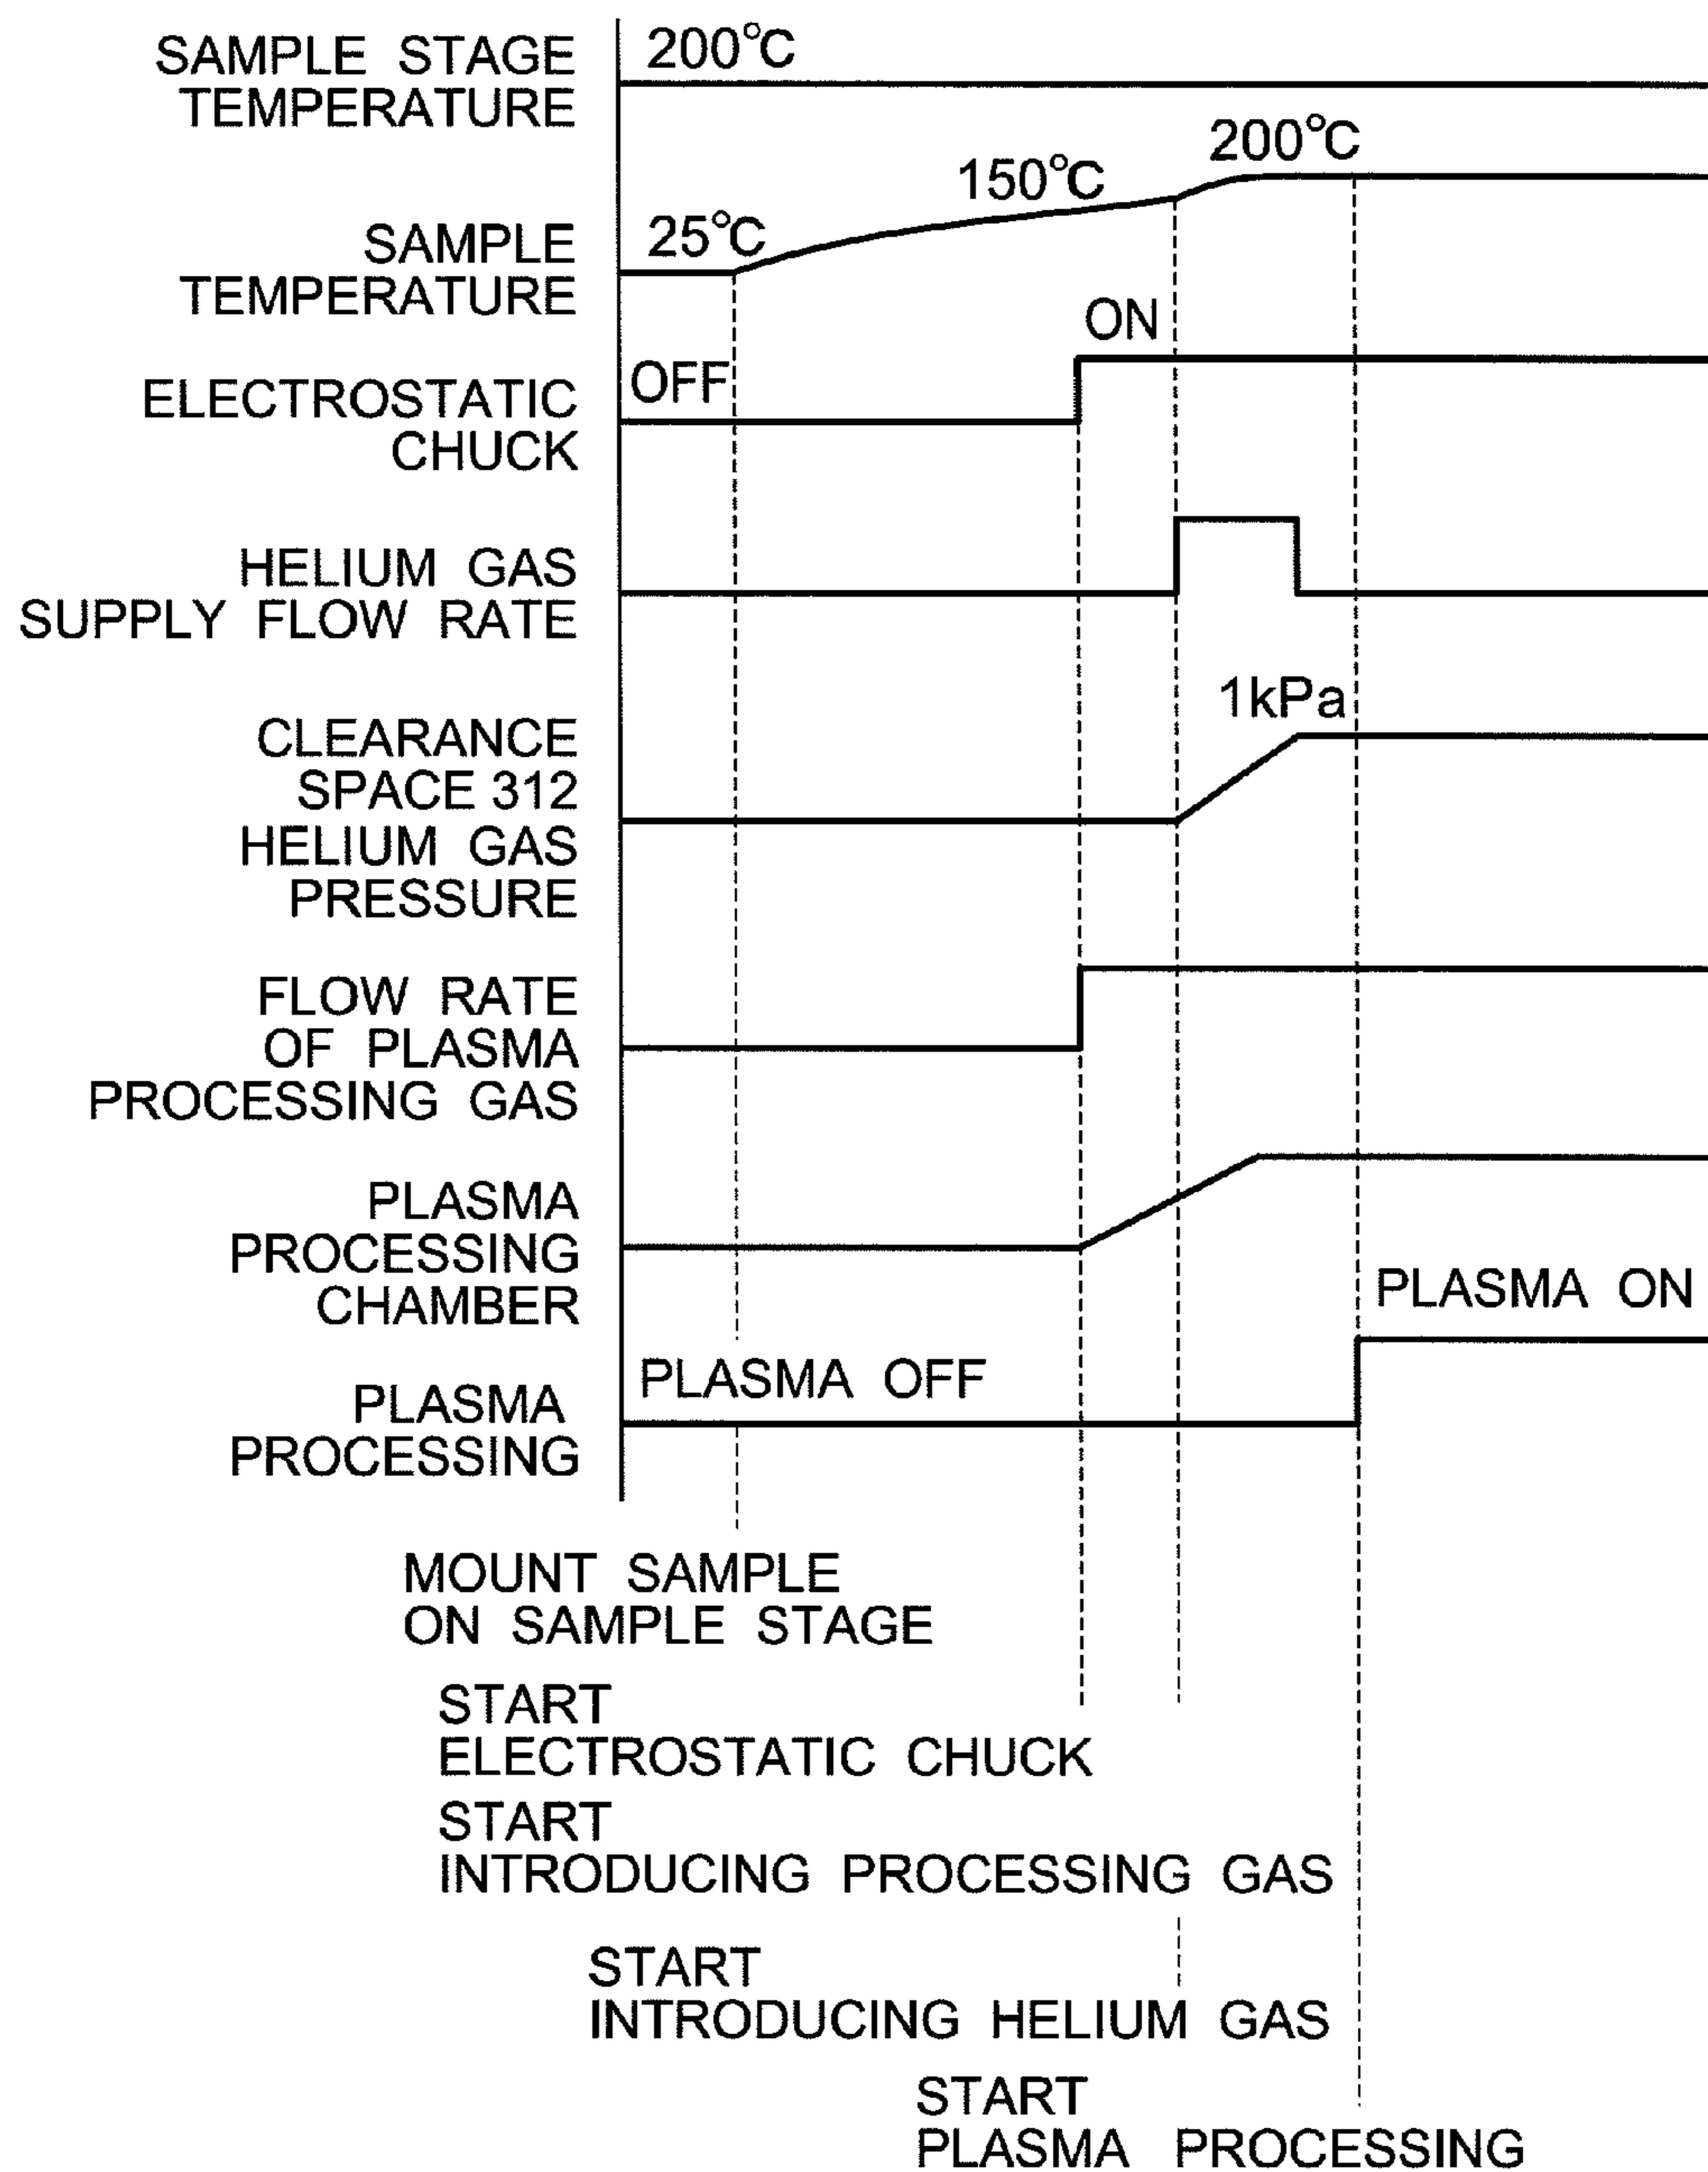 200°C
SAMPLE STAGE
TEMPERATURE
200°C
150°C
25°C
SAMPLE
TEMPERATURE
ON
OFF
ELECTROSTATIC
CHUCK
HELIUM GAS
SUPPLY FLOW RATE
1kPa
CLEARANCE
SPACE 312
HELIUM GAS
PRESSURE
FLOW RATE
OF PLASMA
PROCESSING GAS
PLASMA
PROCESSING
CHAMBER
PLASMA ON
PLASMA OFF
PLASMA
PROCESSING
MOUNT SAMPLE
ON SAMPLE STAGE
START
ELECTROSTATIC CHUCK
START
INTRODUCING PROCESSING GAS
START
INTRODUCING HELIUM GAS
START
PLASMA PROCESSING